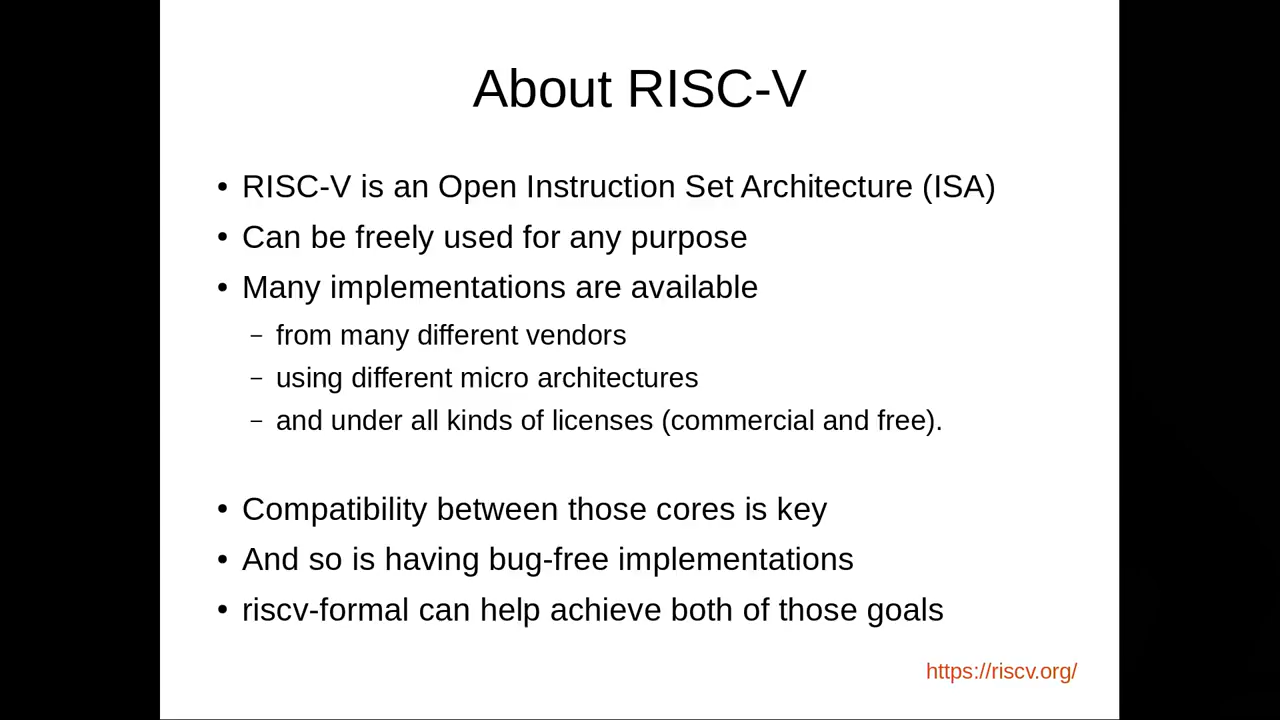 About RISC-V
• RISC-V is an Open Instruction Set Architecture (ISA)
• Can be freely used for any purpose
• Many implementations are available
– from many different vendors
– using different micro architectures
– and under all kinds of licenses (commercial and free).
• Compatibility between those cores is key
• And so is having bug-free implementations
• riscv-formal can help achieve both of those goals
https://riscv.org/